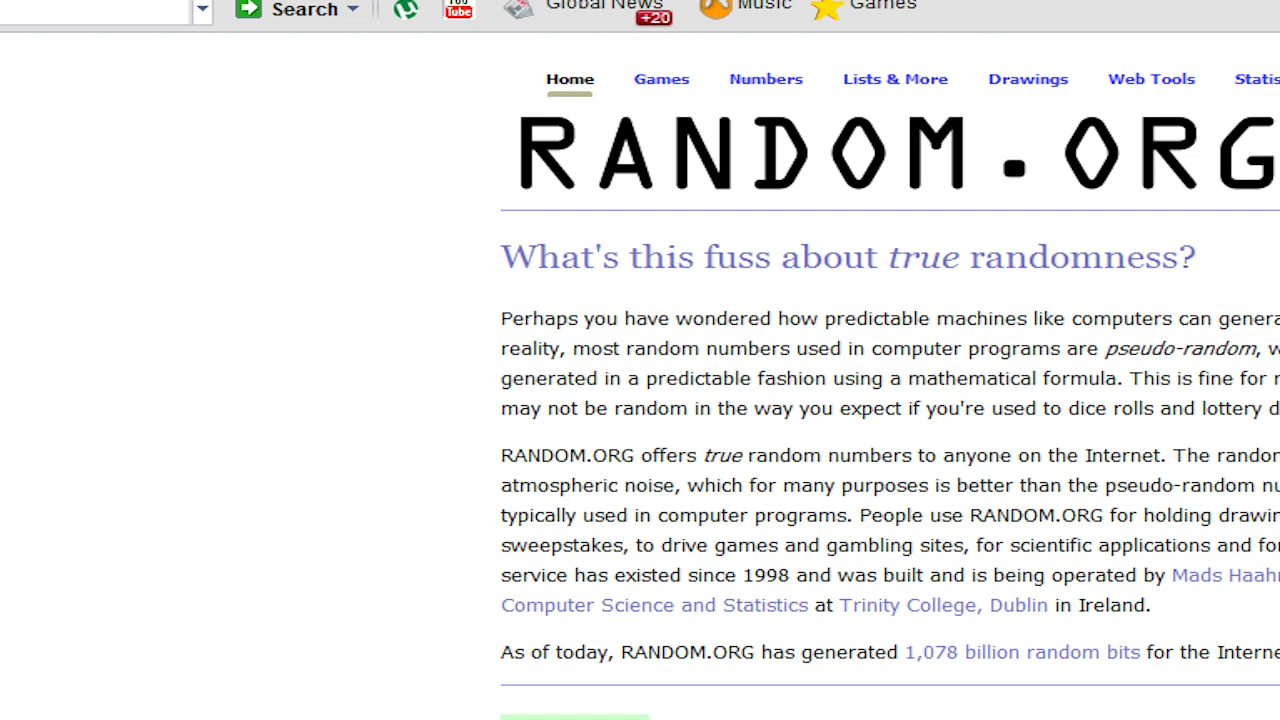 Search
You Tube
Global News
+20
Music
Games
Home Games Numbers Lists & More Drawings Web Tools
RANDOM.ORG
What's this fuss about true randomness?
Perhaps you have wondered how predictable machines like computers can
reality, most random numbers used in computer programs are pseudo-random,
generated in a predictable fashion using a mathematical formula. This is fine for
may not be random in the way you expect if you're used to dice rolls and lottery
RANDOM.ORG offers true random numbers to anyone on the Internet. The
atmospheric noise, which for many purposes is better than the pseudo-random
typically used in computer programs. People use RANDOM.ORG for holding
sweepstakes, to drive games and gambling sites, for scientific applications and
service has existed since 1998 and was built and is being operated by Mads
Computer Science and Statistics at Trinity College, Dublin in Ireland.
As of today, RANDOM.ORG has generated 1,078 billion random bits for the